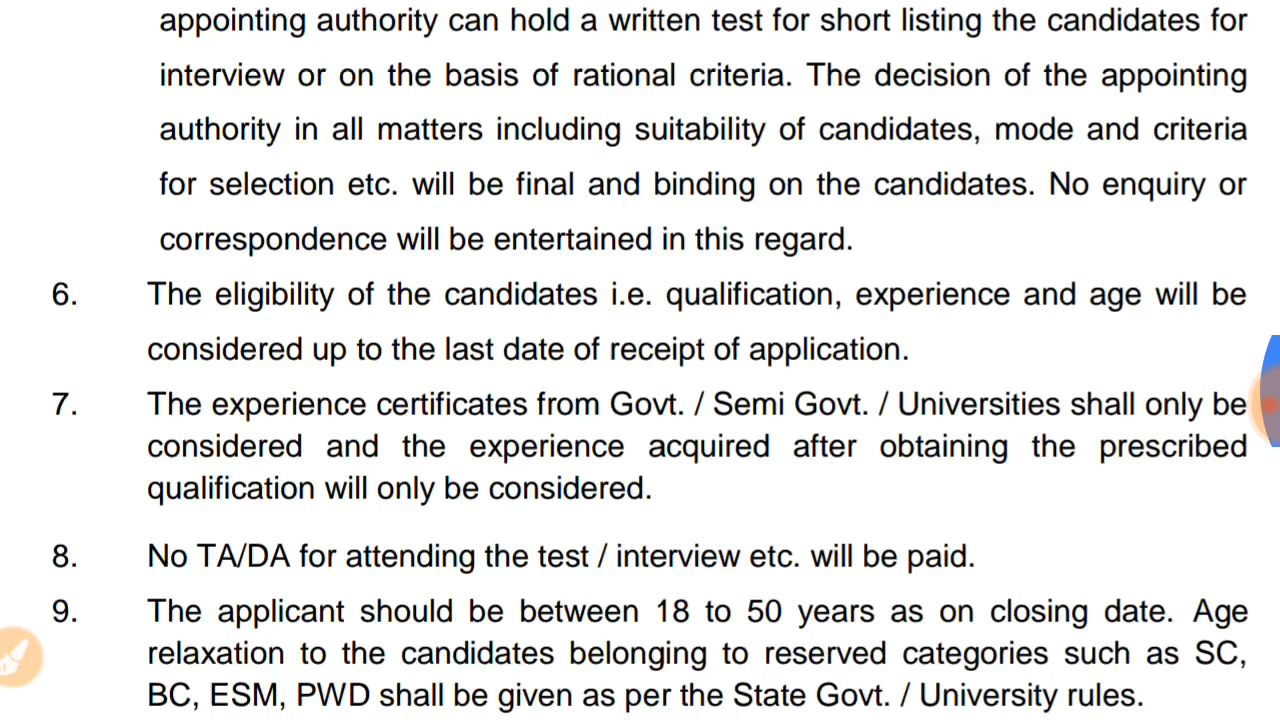 appointing authority can hold a written test for short listing the candidates for
interview or on the basis of rational criteria. The decision of the appointing
authority in all matters including suitability of candidates, mode and criteria
for selection etc. will be final and binding on the candidates. No enquiry or
correspondence will be entertained in this regard.
6. The eligibility of the candidates i.e. qualification, experience and age will be
considered up to the last date of receipt of application.
7. The experience certificates from Govt. / Semi Govt. / Universities shall only be
considered and the experience acquired after obtaining the prescribed
qualification will only be considered.
8. No TA/DA for attending the test / interview etc. will be paid.
9. The applicant should be between 18 to 50 years as on closing date. Age
relaxation to the candidates belonging to reserved categories such as SC,
BC, ESM, PWD shall be given as per the State Govt. / University rules.